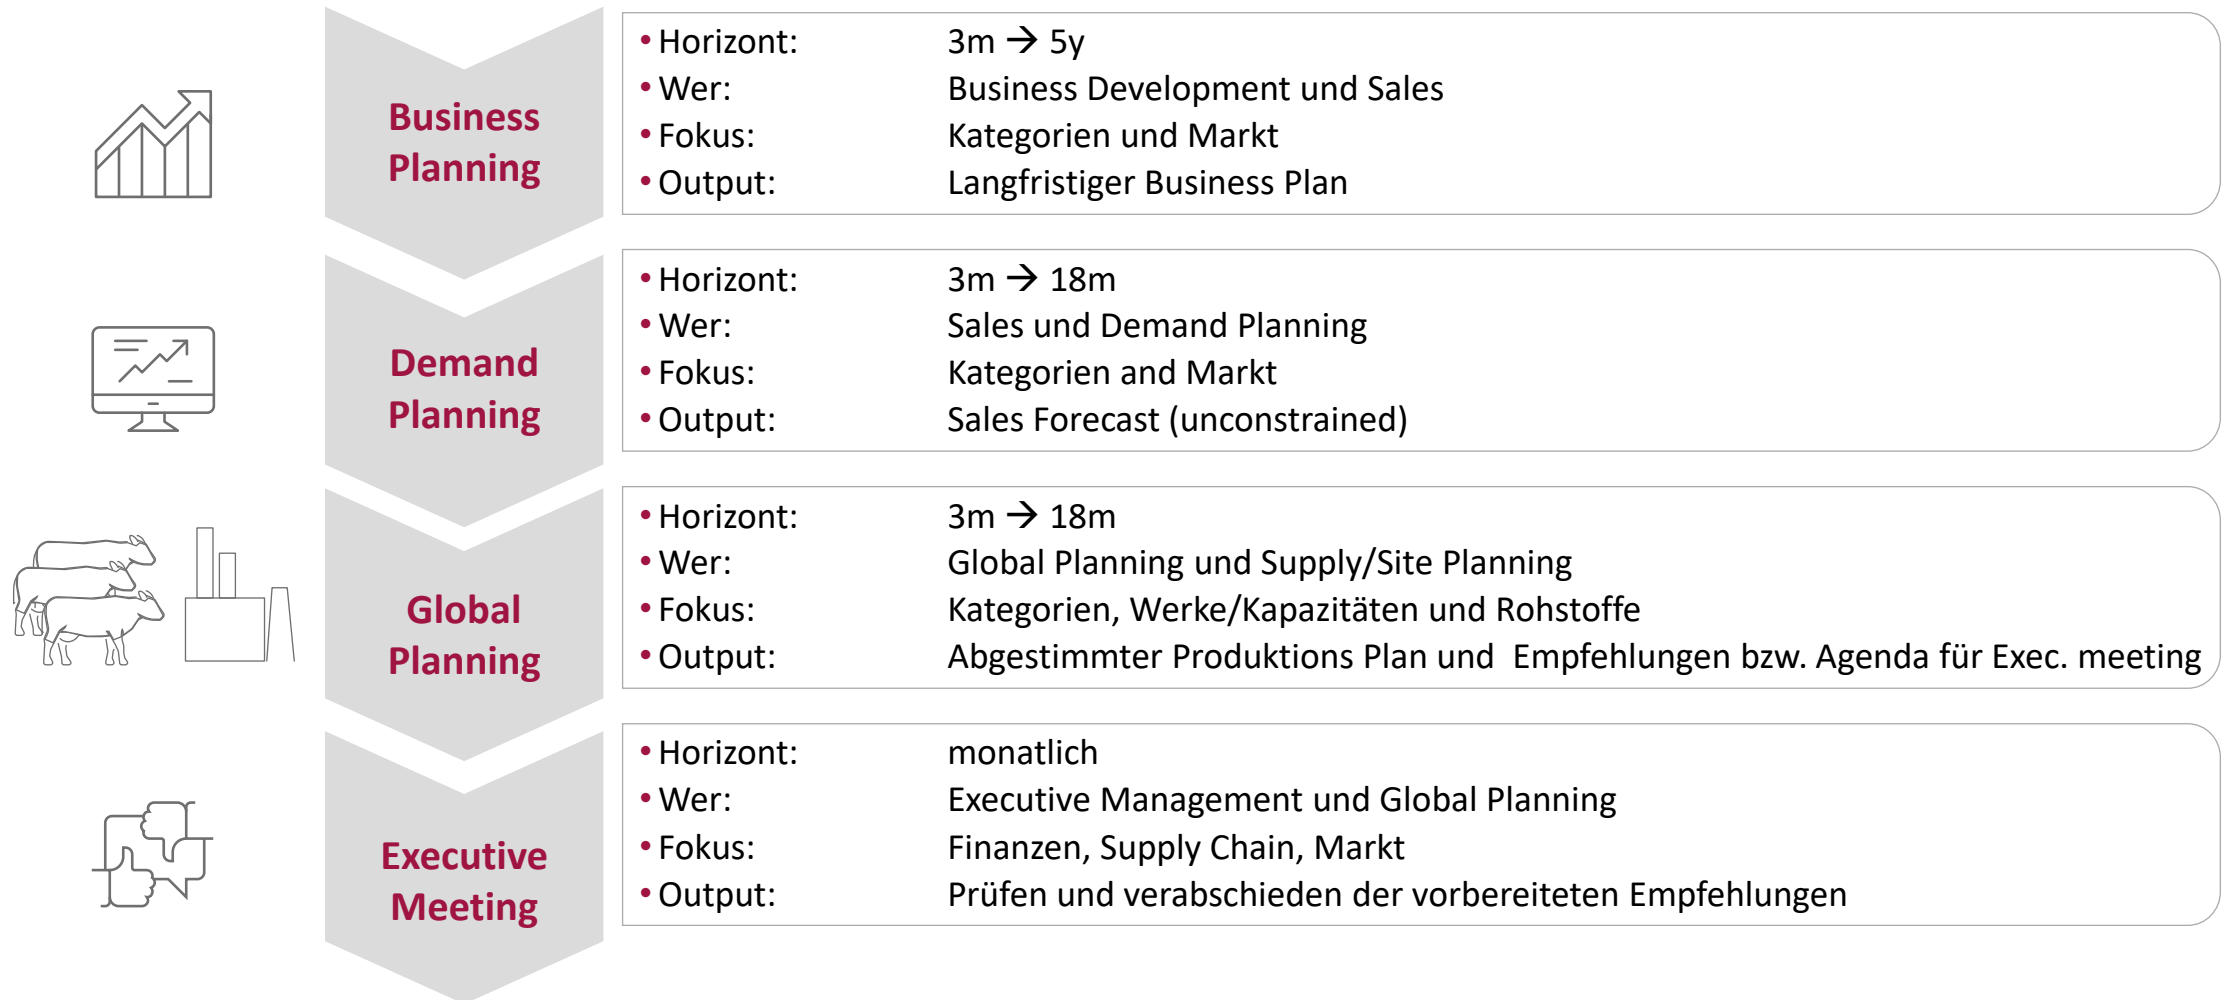 Business
Planning
• Horizont: 3m → 5y
• Wer: Business Development und Sales
• Fokus: Kategorien und Markt
• Output: Langfristiger Business Plan
Demand
Planning
• Horizont: 3m → 18m
• Wer: Sales und Demand Planning
• Fokus: Kategorien and Markt
• Output: Sales Forecast (unconstrained)
Global
Planning
• Horizont: 3m → 18m
• Wer: Global Planning und Supply/Site Planning
• Fokus: Kategorien, Werke/Kapazitäten und Rohstoffe
• Output: Abgestimmter Produktions Plan und  Empfehlungen bzw. Agenda für Exec. meeting
Executive
Meeting
• Horizont: monatlich
• Wer: Executive Management und Global Planning
• Fokus: Finanzen, Supply Chain, Markt
• Output: Prüfen und verabschieden der vorbereiteten Empfehlungen